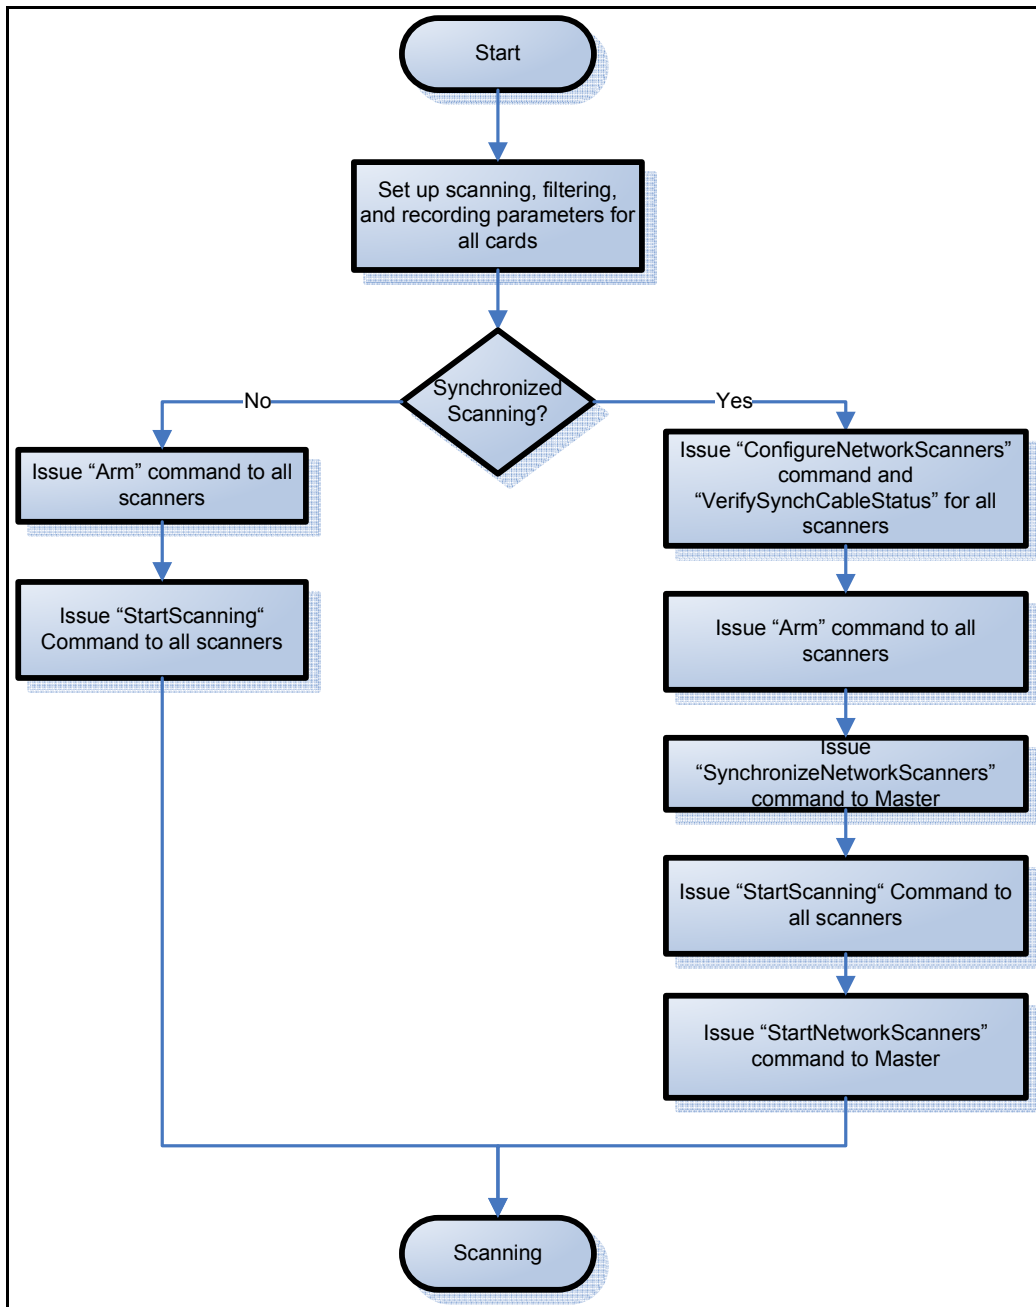 Start
Set up scanning, filtering,
and recording parameters for
all cards
Synchronized
Scanning?
No
Yes
Issue “Arm” command to all
scanners
Issue “StartScanning“
Command to all scanners
Issue “ConfigureNetworkScanners”
command and
“VerifySynchCableStatus” for all
scanners
Issue “Arm” command to all
scanners
Issue
“SynchronizeNetworkScanners”
command to Master
Issue “StartScanning“ Command to
all scanners
Issue “StartNetworkScanners”
command to Master
Scanning